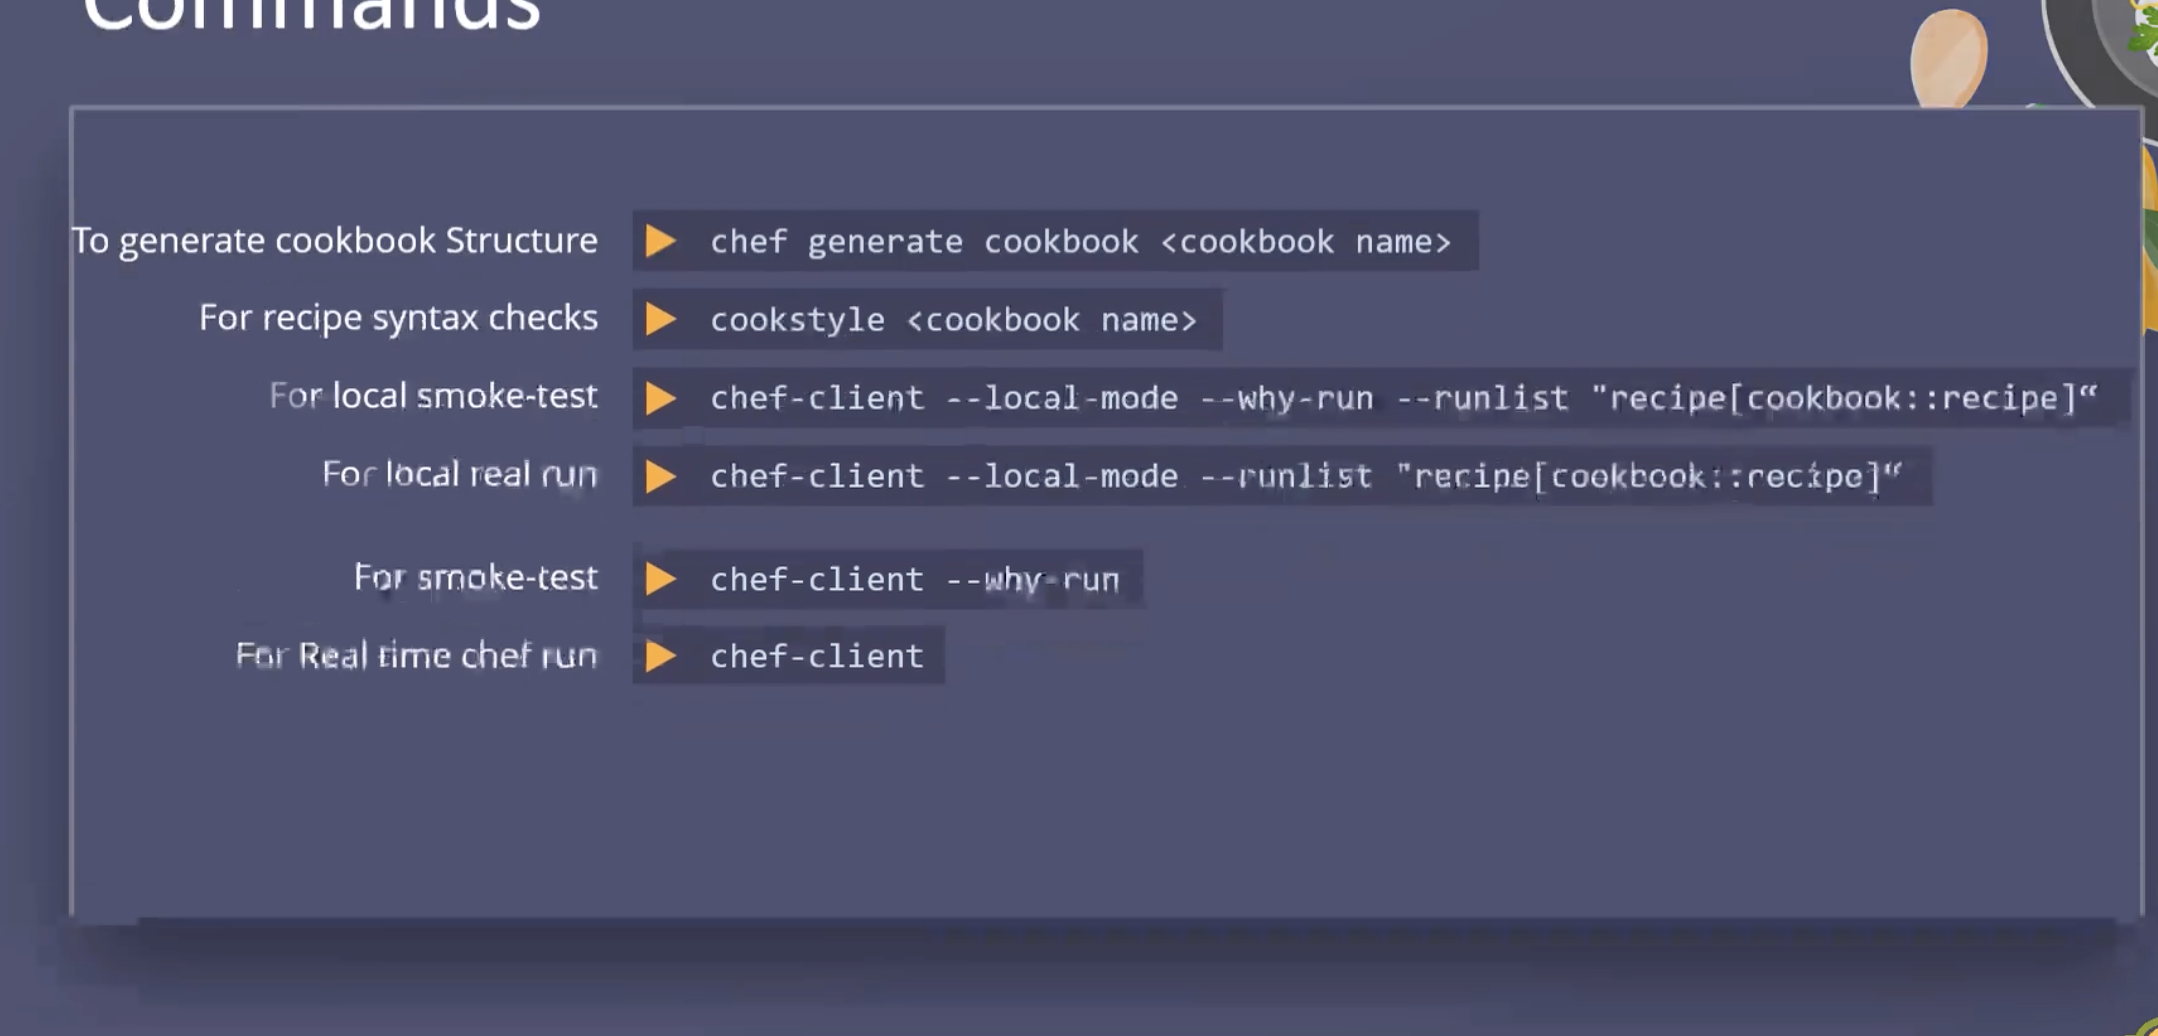 Commands
To generate cookbook Structure chef generate cookbook <cookbook name>
For recipe syntax checks cookstyle <cookbook name>
For local smoke-test chef-client --local-mode --why-run --runlist "recipe[cookbook::recipe]“
For local real run chef-client --local-mode --runlist "recipe[cookbook::recipe]“
For smoke-test chef-client --why-run
For Real time chef run chef-client